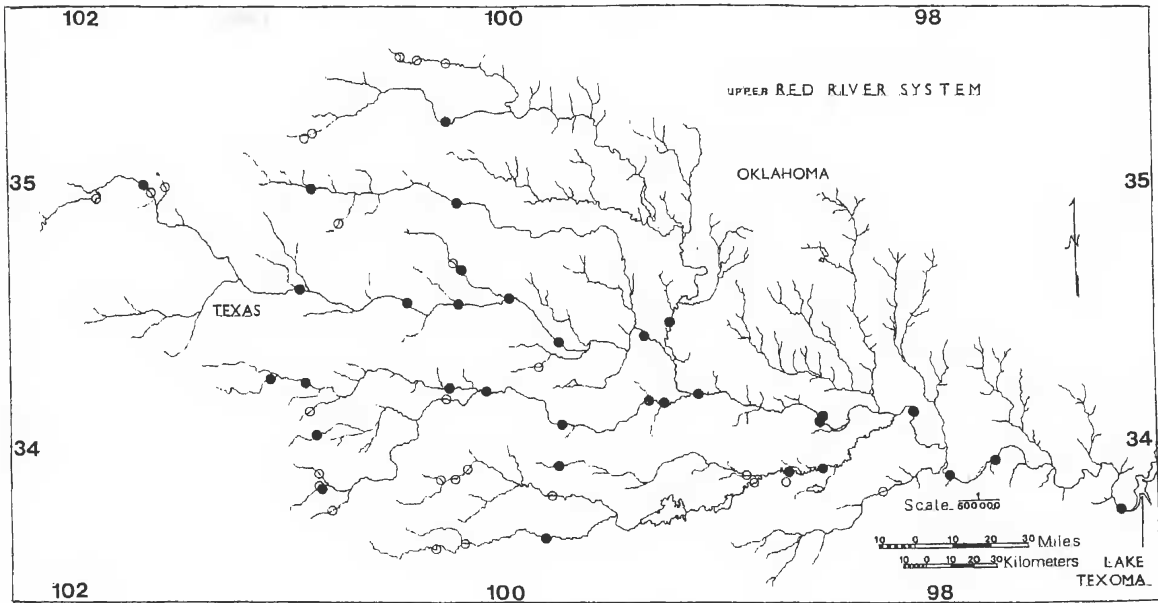 102 100 98
UPPER RED RIVER SYSTEM
35 OKLAHOMA 35
N
TEXAS
34 34
Scale 1/500000
10 0 10 20 30 Miles
10 0 10 20 30 Kilometers
LAKE
TEXOMA
102 100 98